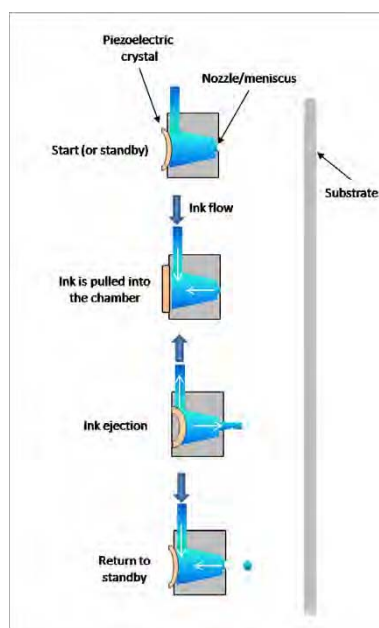 Piezoelectric
crystal
Nozzle/meniscus
Start (or standby)
Substrate
Ink flow
Ink is pulled into
the chamber
Ink ejection
Return to
standby